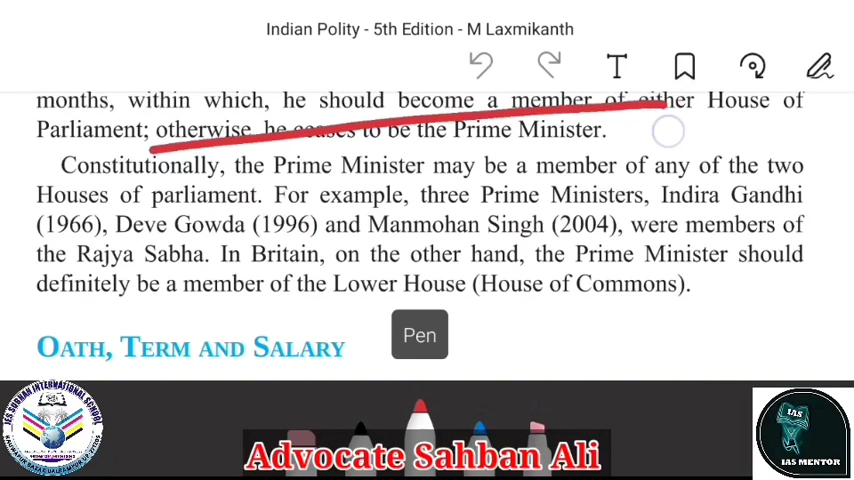 Indian Polity - 5th Edition - M Laxmikanth
months, within which, he should become a member of either House of
Parliament; otherwise, he ceases to be the Prime Minister.
Constitutionally, the Prime Minister may be a member of any of the two
Houses of parliament. For example, three Prime Ministers, Indira Gandhi
(1966), Deve Gowda (1996) and Manmohan Singh (2004), were members of
the Rajya Sabha. In Britain, on the other hand, the Prime Minister should
definitely be a member of the Lower House (House of Commons).
Pen
OATH, TERM AND SALARY
Advocate Sahban Ali
IAS
IAS MENTOR